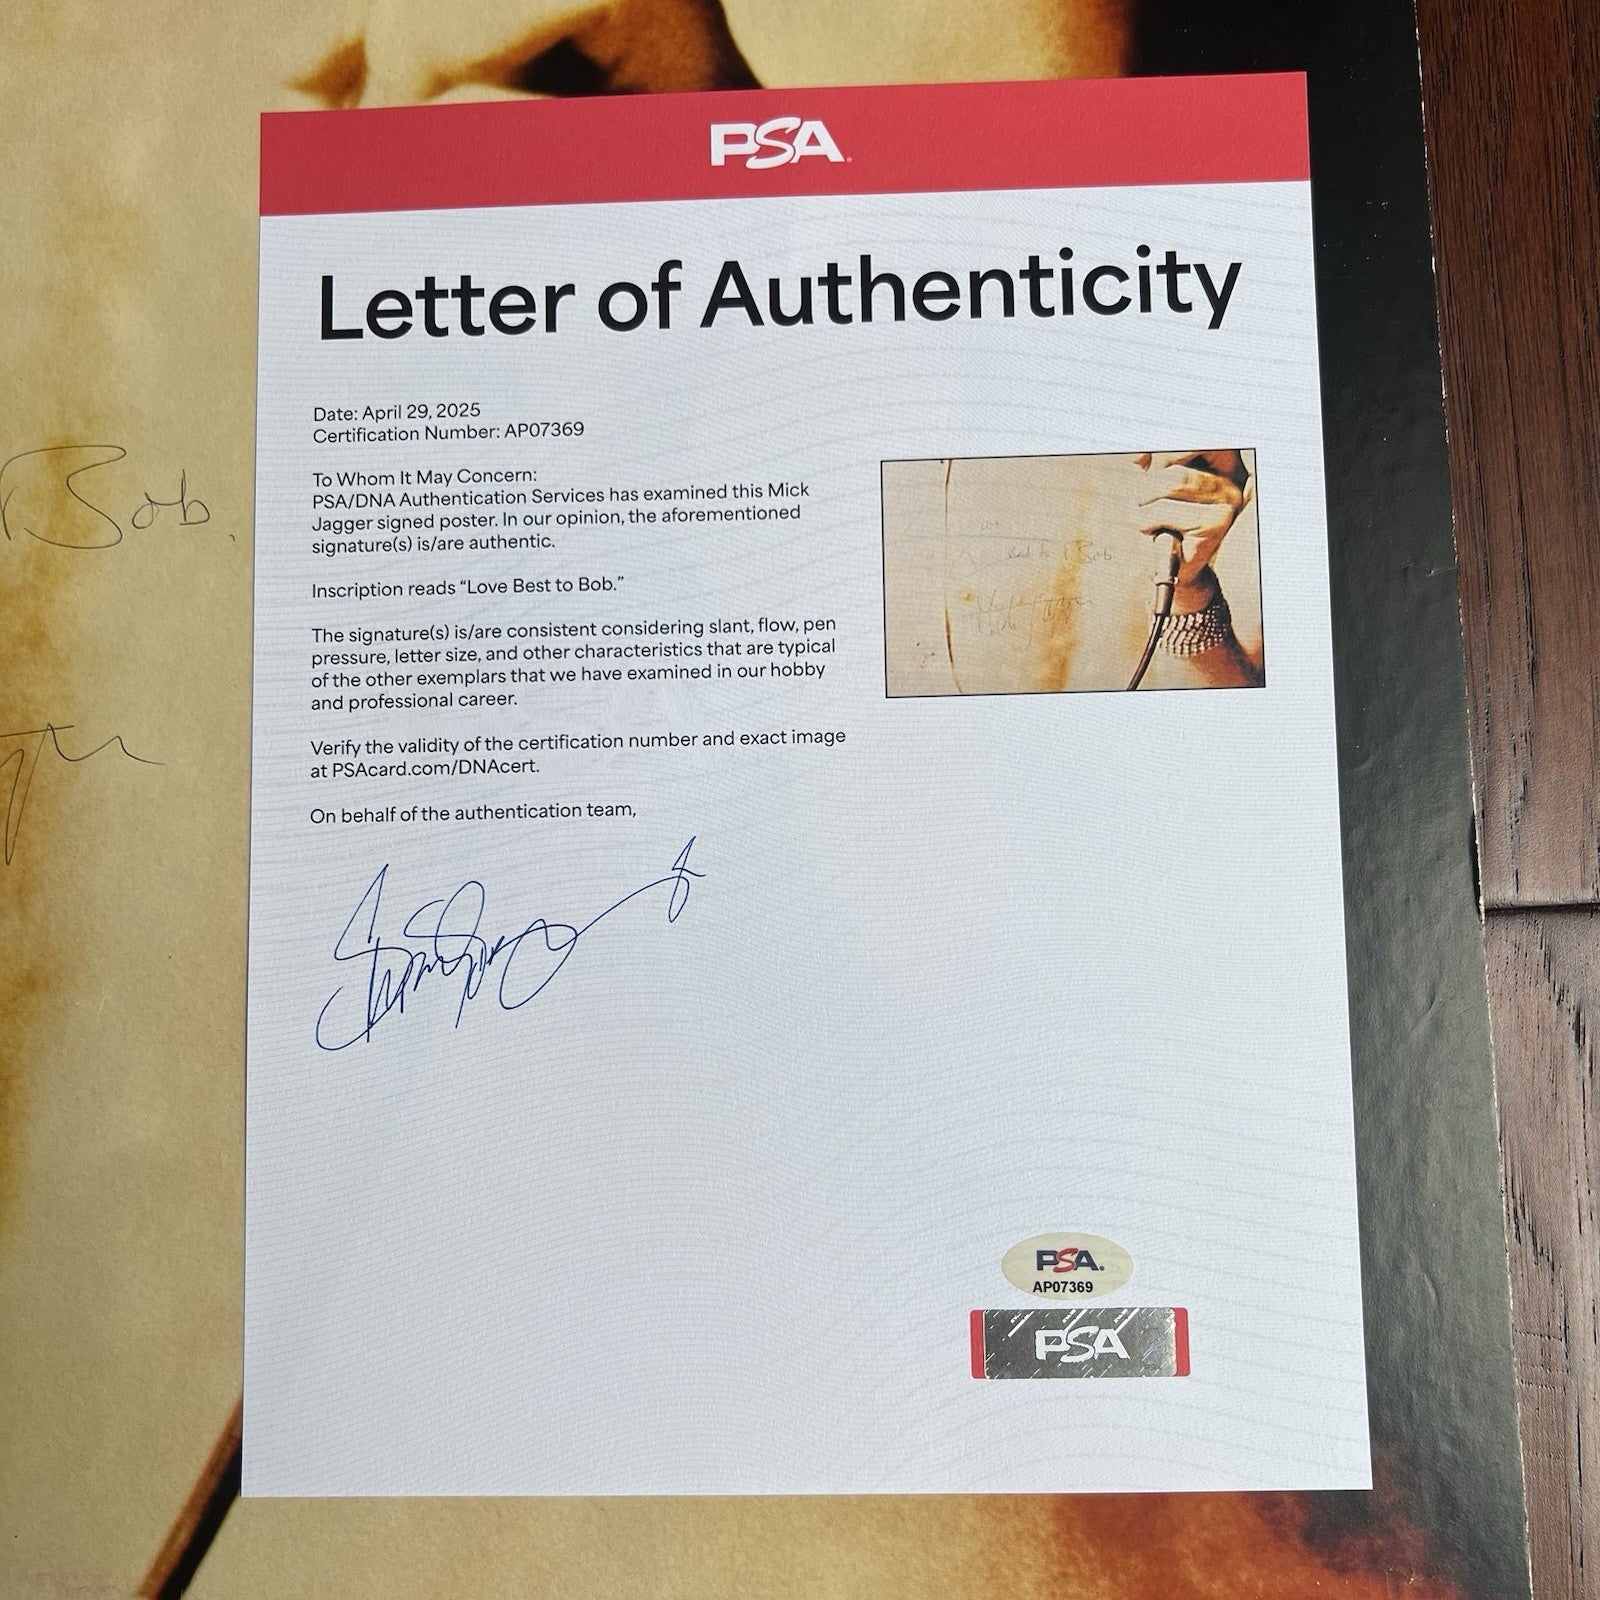 PSA
Letter of Authenticity
Date: April 29, 2025
Certification Number: AP07369
To Whom It May Concern:
PSA/DNA Authentication Services has examined this Mick
Jagger signed poster. In our opinion, the aforementioned
signature(s) is/are authentic.
Inscription reads “Love Best to Bob.”
The signature(s) is/are consistent considering slant, flow, pen
pressure, letter size, and other characteristics that are typical
of the other exemplars that we have examined in our hobby
and professional career.
Verify the validity of the certification number and exact image
at PSAcard.com/DNAcert.
On behalf of the authentication team,
Bob.
Bob
PSA
AP07369
PSA